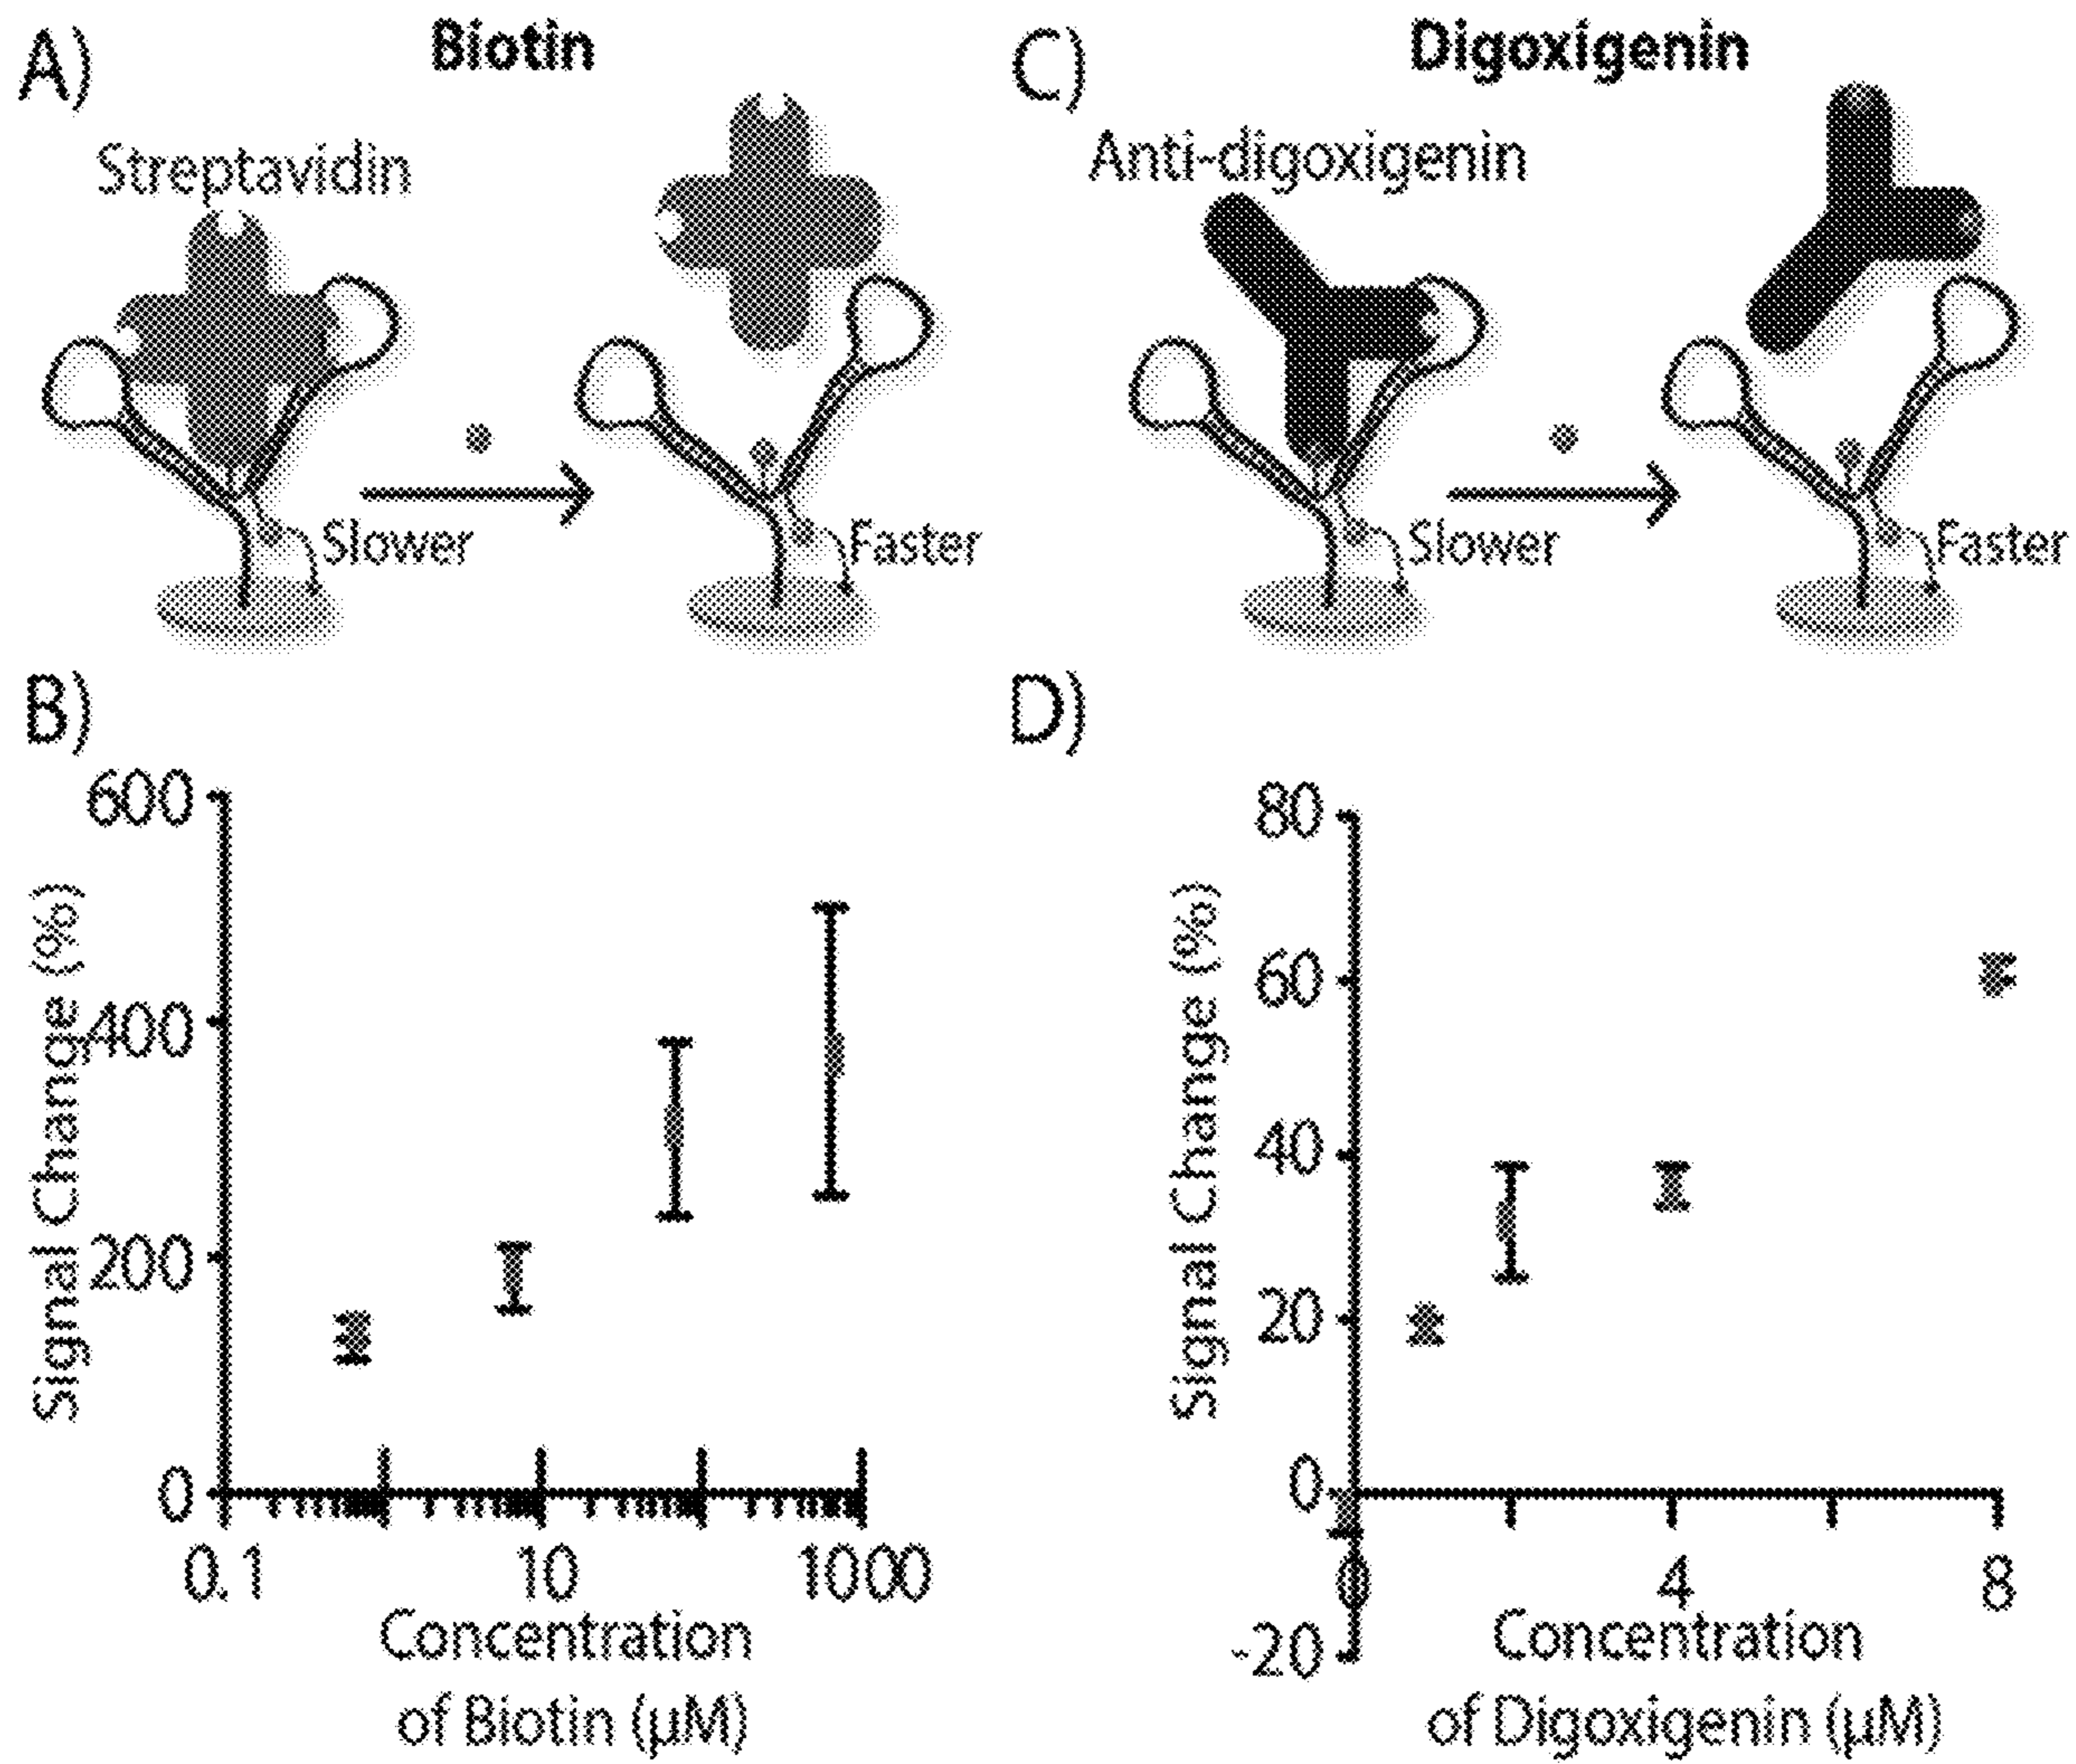 A)
Biotin
Streptavidin
Slower
Faster
C)
Digoxigenin
Anti-digoxigenin
Slower
Faster
B)
Signal Change (%)
600
400
200
0
0.1
10
1000
Concentration
of Biotin (µM)
D)
Signal Change (%)
80
60
40
20
0
-20
0
4
8
Concentration
of Digoxigenin (µM)